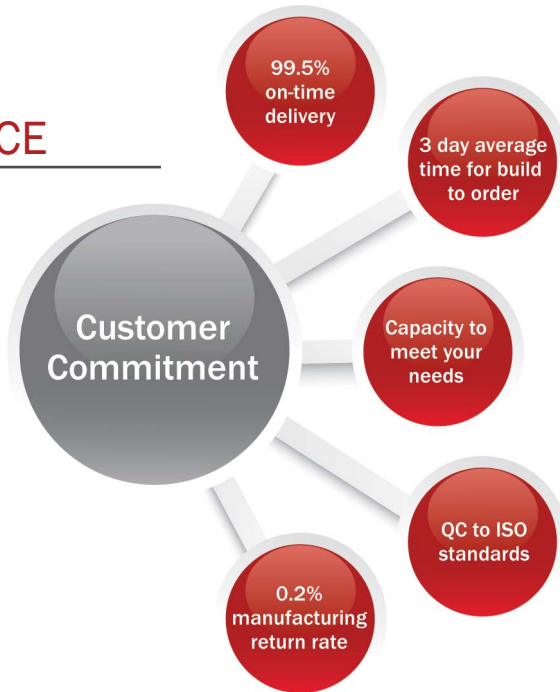 CE
99.5%
on-time
delivery
3 day average
time for build
to order
Customer
Commitment
Capacity to
meet your
needs
QC to ISO
standards
0.2%
manufacturing
return rate